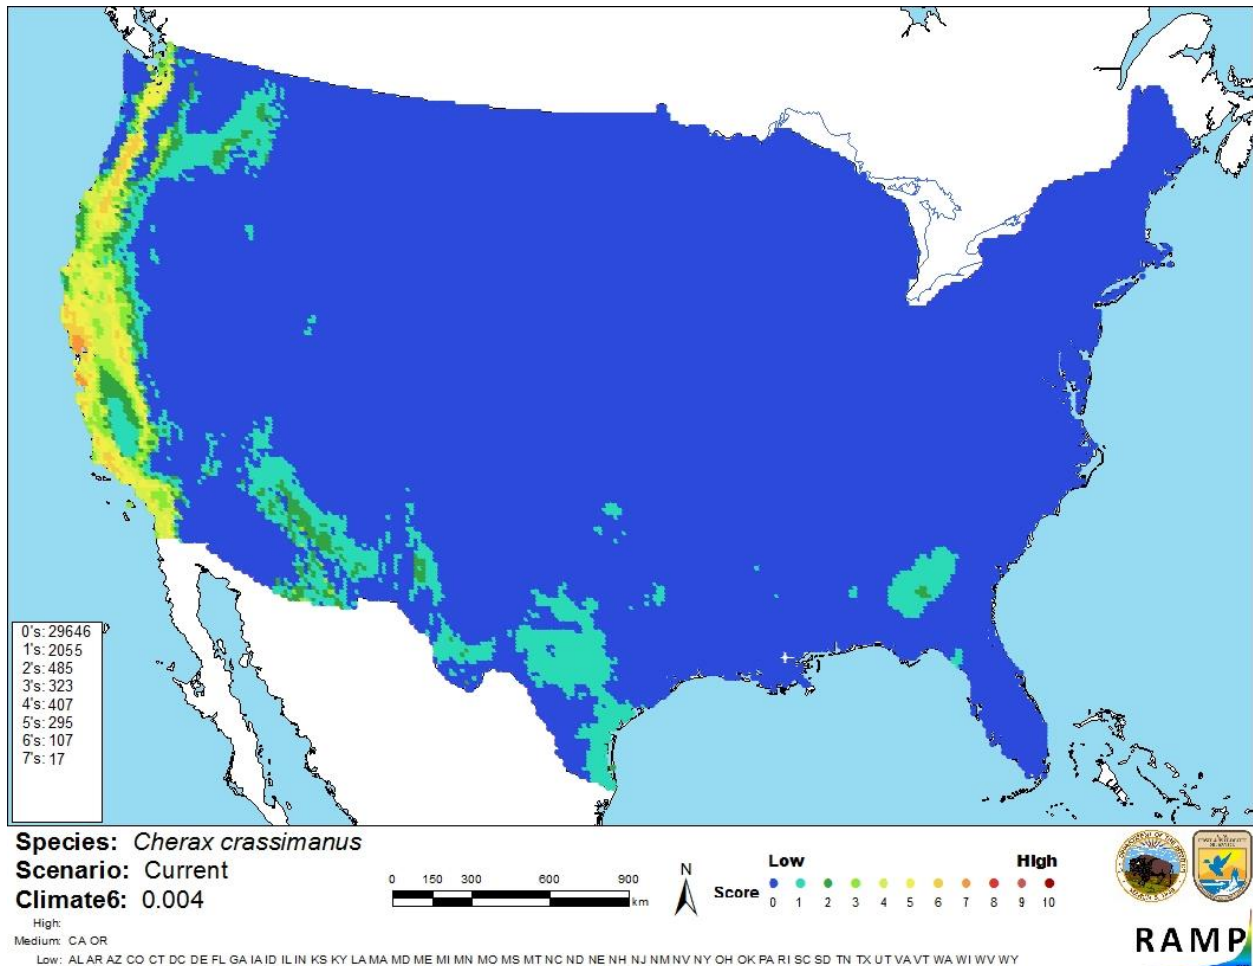 0's: 29646
1's: 2055
2's: 485
3's: 323
4's: 407
5's: 295
6's: 107
7's: 17
Species: Cherax crassimanus
Scenario: Current
Climate6: 0.004
High:
Medium: CA OR
Low: AL AR AZ CO CT DC DE FL GA IA ID IL IN KS KY LA MA MD ME MI MN MO MS MT NC ND NE NH NJ NM NV NY OH OK PA RI SC SD TN TX UT VA VT WA WI WV WY
0 150 300 600 900
km
N
Low High
Score
0 1 2 3 4 5 6 7 8 9 10
RAMP